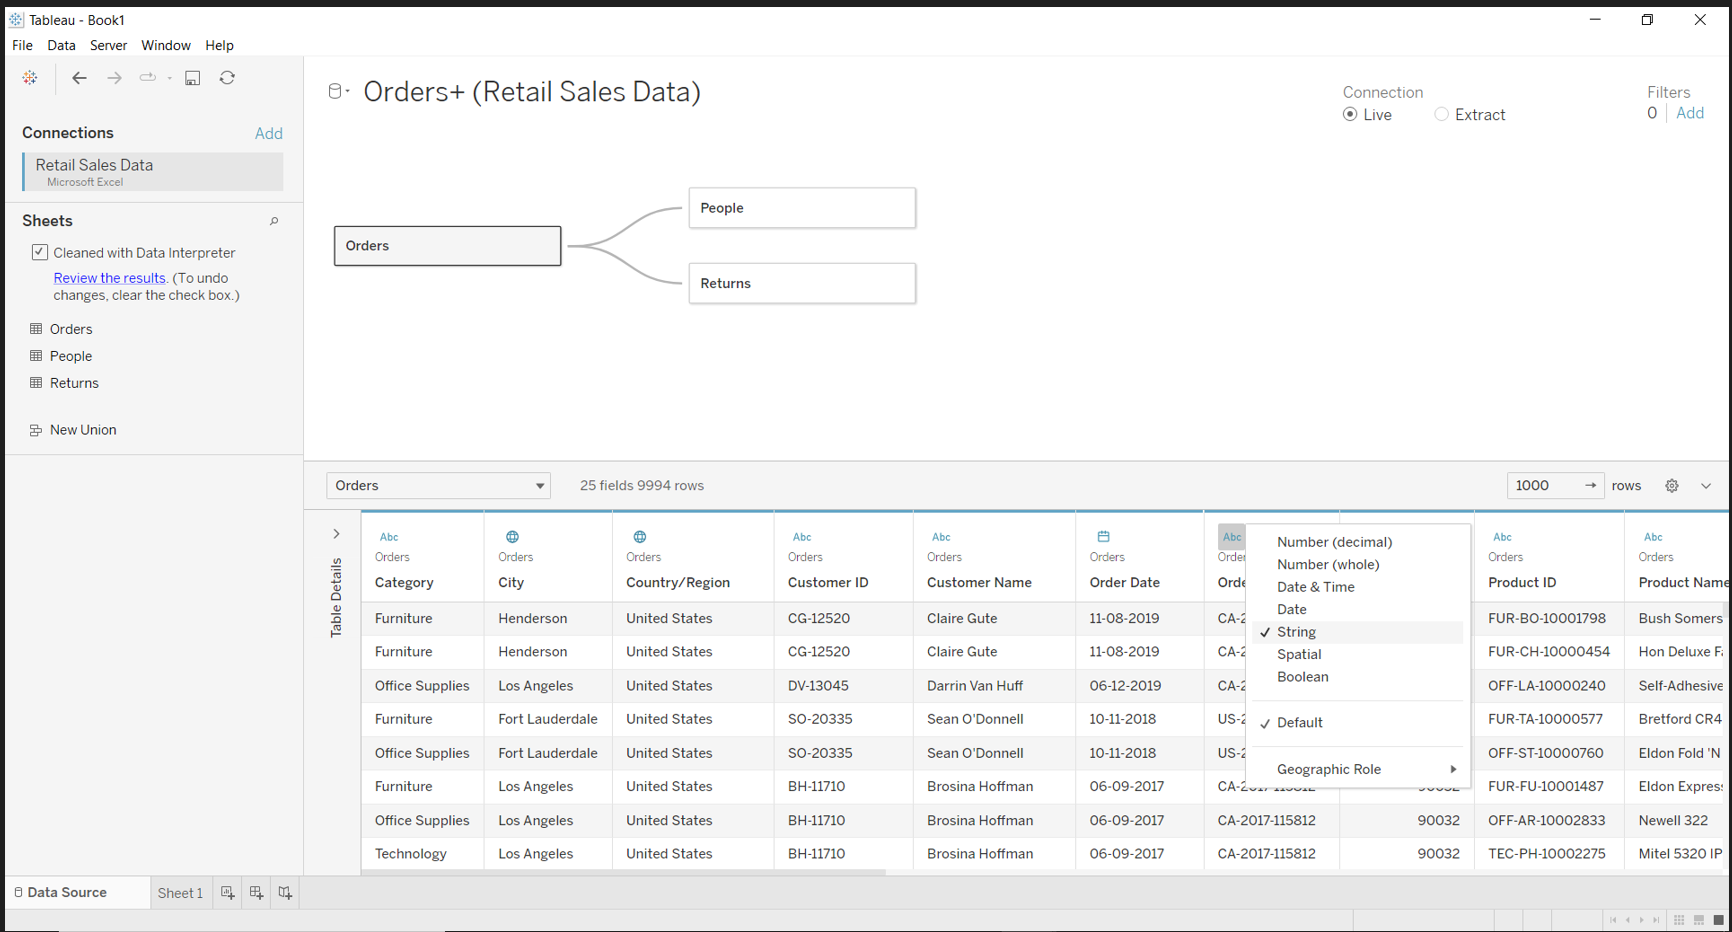 Tableau - Book1
File Data Server Window Help
Connections Add
Retail Sales Data
Microsoft Excel
Sheets
Cleaned with Data Interpreter
Review the results. (To undo
changes, clear the check box.)
Orders
People
Returns
New Union
Orders+ (Retail Sales Data)
Connection
Live Extract
Filters
0 Add
Orders
People
Returns
Orders 25 fields 9994 rows 1000 rows
Table Details
Abc Abc Abc Abc Abc Abc
Orders Orders Orders Orders Orders Orders Order Orders Orders
Category City Country/Region Customer ID Customer Name Order Date Orde Product ID Product Name
Furniture Henderson United States CG-12520 Claire Gute 11-08-2019 CA-2 FUR-BO-10001798 Bush Somers
Furniture Henderson United States CG-12520 Claire Gute 11-08-2019 CA-2 FUR-CH-10000454 Hon Deluxe Fa
Office Supplies Los Angeles United States DV-13045 Darrin Van Huff 06-12-2019 CA-2 OFF-LA-10000240 Self-Adhesive
Furniture Fort Lauderdale United States SO-20335 Sean O'Donnell 10-11-2018 US-2 FUR-TA-10000577 Bretford CR4
Office Supplies Fort Lauderdale United States SO-20335 Sean O'Donnell 10-11-2018 US-2 OFF-ST-10000760 Eldon Fold 'N
Furniture Los Angeles United States BH-11710 Brosina Hoffman 06-09-2017 CA-2017-115812 90032 FUR-FU-10001487 Eldon Express
Office Supplies Los Angeles United States BH-11710 Brosina Hoffman 06-09-2017 CA-2017-115812 90032 OFF-AR-10002833 Newell 322
Technology Los Angeles United States BH-11710 Brosina Hoffman 06-09-2017 CA-2017-115812 90032 TEC-PH-10002275 Mitel 5320 IP
Number (decimal)
Number (whole)
Date & Time
Date
String
Spatial
Boolean
Default
Geographic Role
Data Source Sheet 1